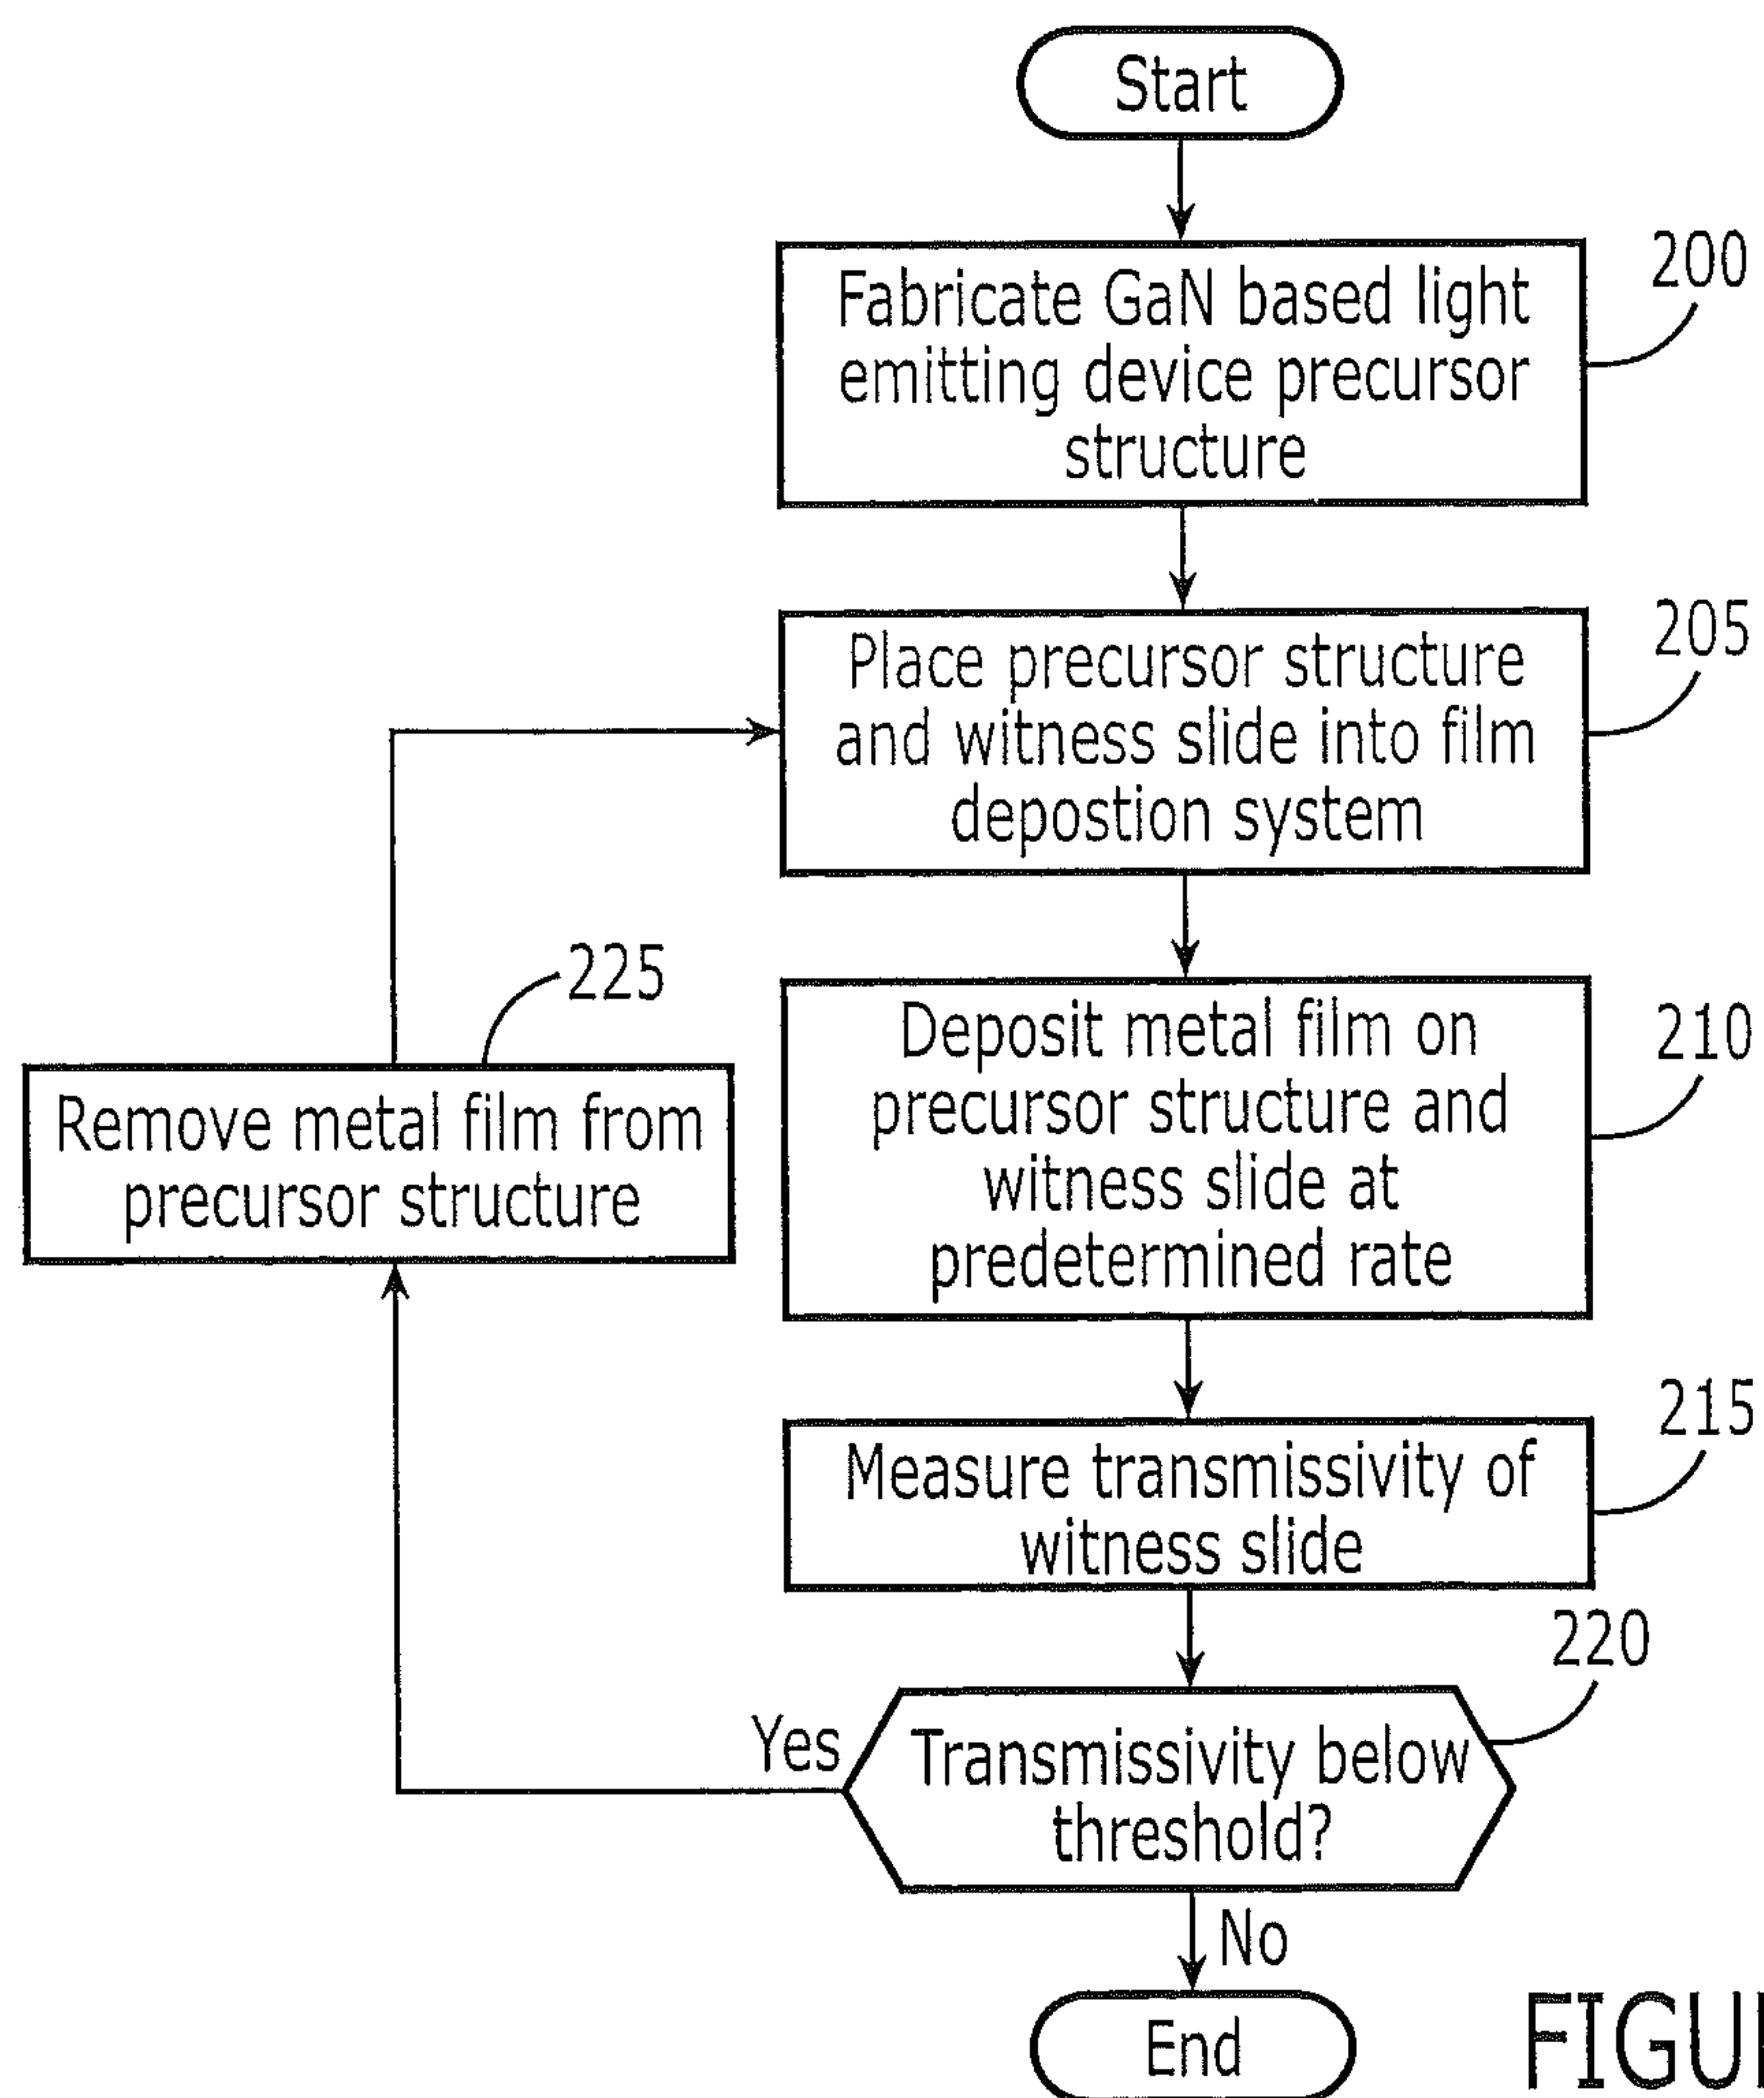 Start
Fabricate GaN based light
emitting device precursor
structure
200
Place precursor structure
and witness slide into film
depostion system
205
Deposit metal film on
precursor structure and
witness slide at
predetermined rate
210
225
Remove metal film from
precursor structure
Measure transmissivity of
witness slide
215
220
Yes
Transmissivity below
threshold?
No
End